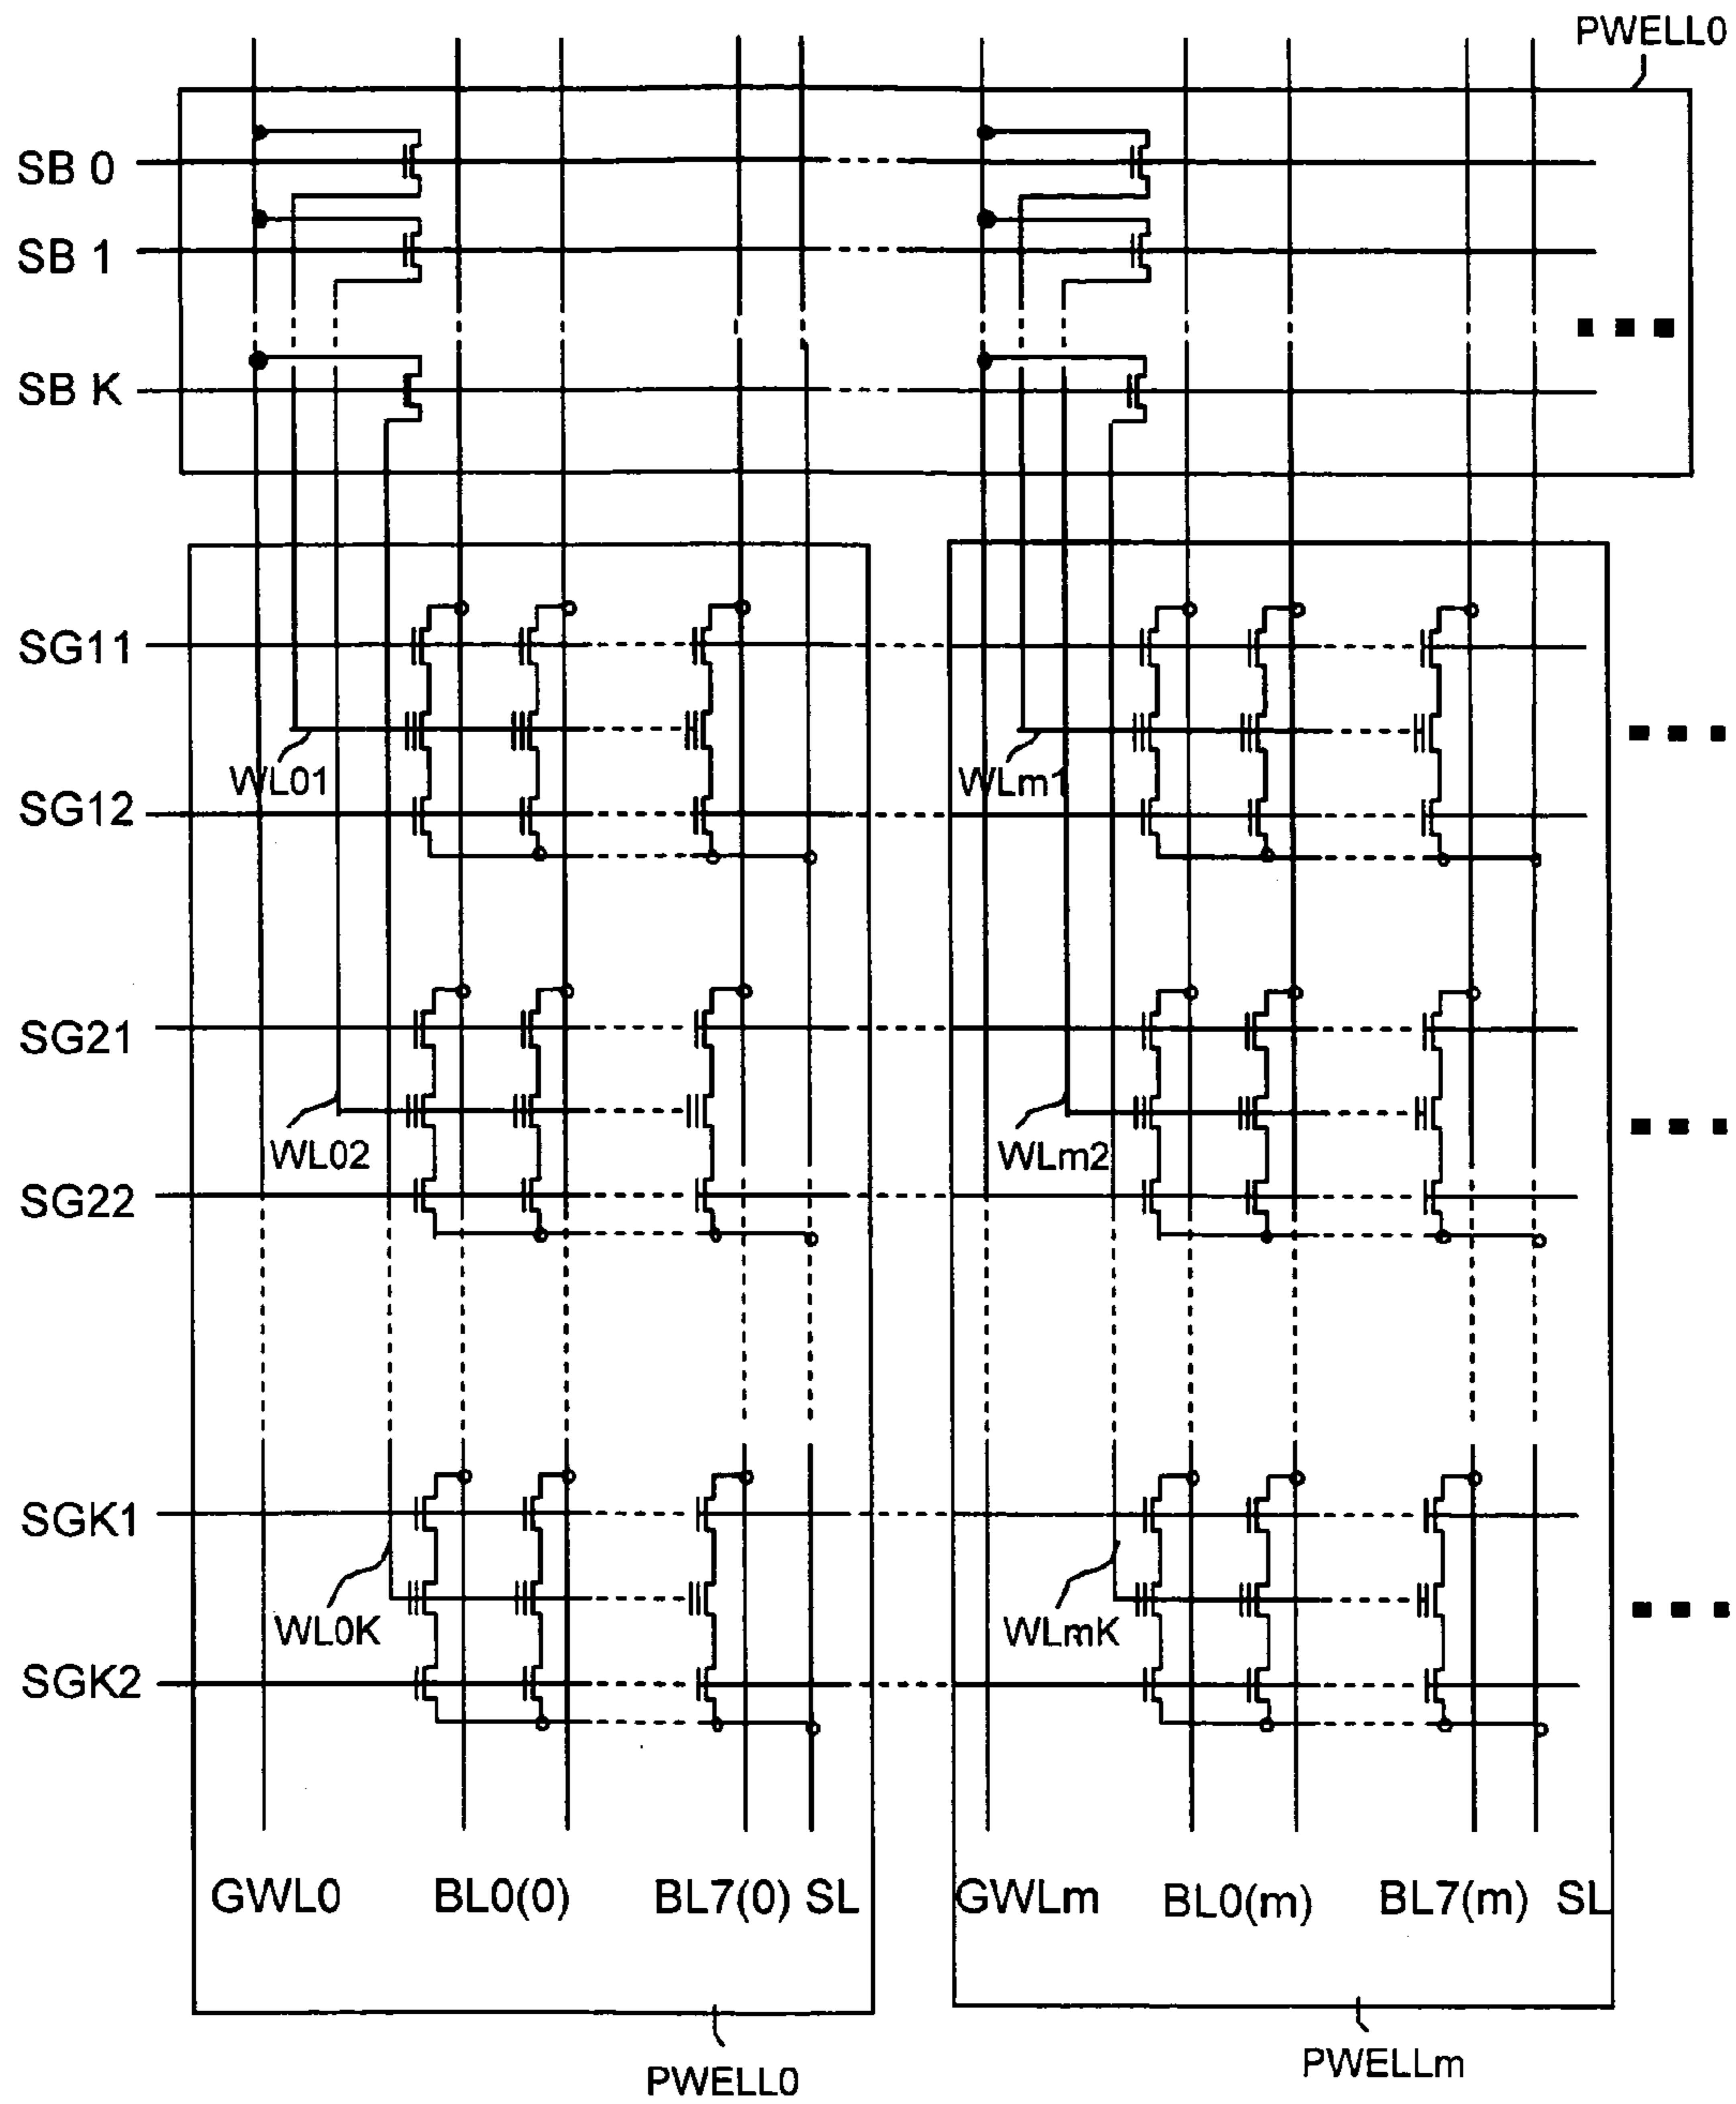 PWELL0
SB 0
SB 1
SB K
SG11
WL01
WLm1
SG12
SG21
WL02
WLm2
SG22
SGK1
WL0K
WLmK
SGK2
GWL0 BL0(0) BL7(0) SL GWLm BL0(m) BL7(m) SL
PWELL0
PWELLm